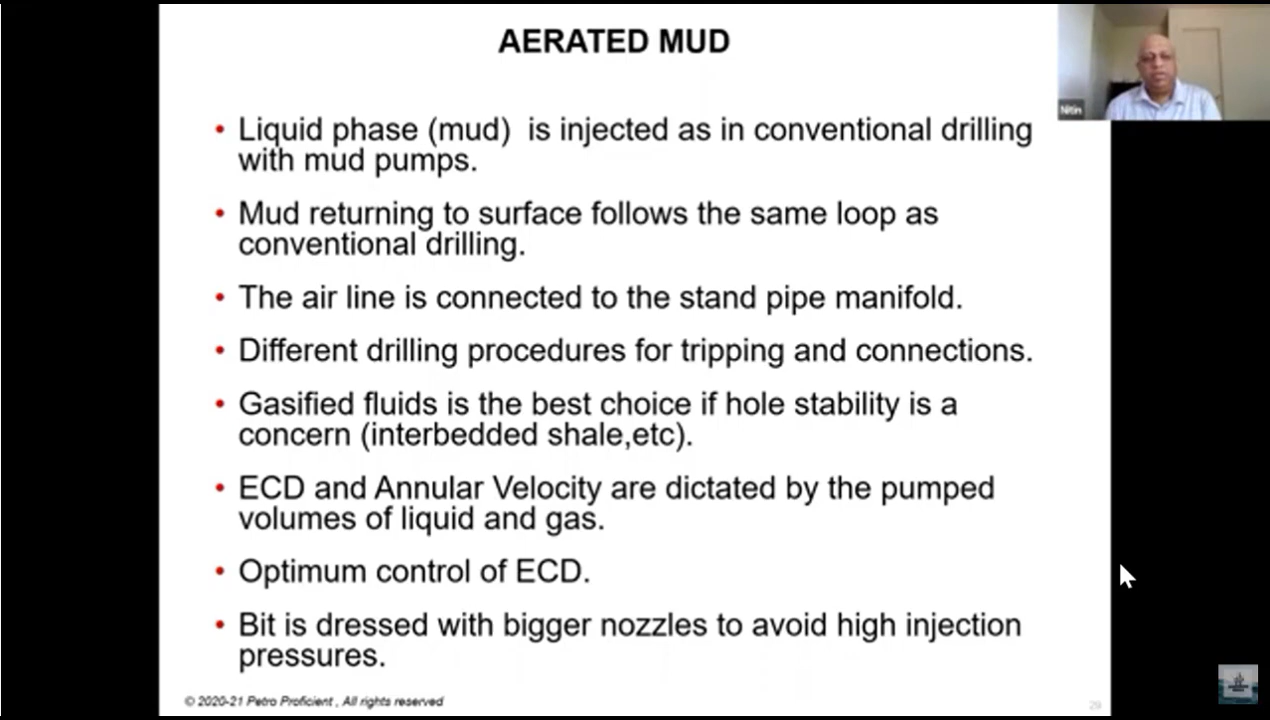 AERATED MUD
Nitin
• Liquid phase (mud) is injected as in conventional drilling
with mud pumps.
• Mud returning to surface follows the same loop as
conventional drilling.
• The air line is connected to the stand pipe manifold.
• Different drilling procedures for tripping and connections.
• Gasified fluids is the best choice if hole stability is a
concern (interbedded shale,etc).
• ECD and Annular Velocity are dictated by the pumped
volumes of liquid and gas.
• Optimum control of ECD.
• Bit is dressed with bigger nozzles to avoid high injection
pressures.
© 2020-21 Petro Proficient , All rights reserved
29